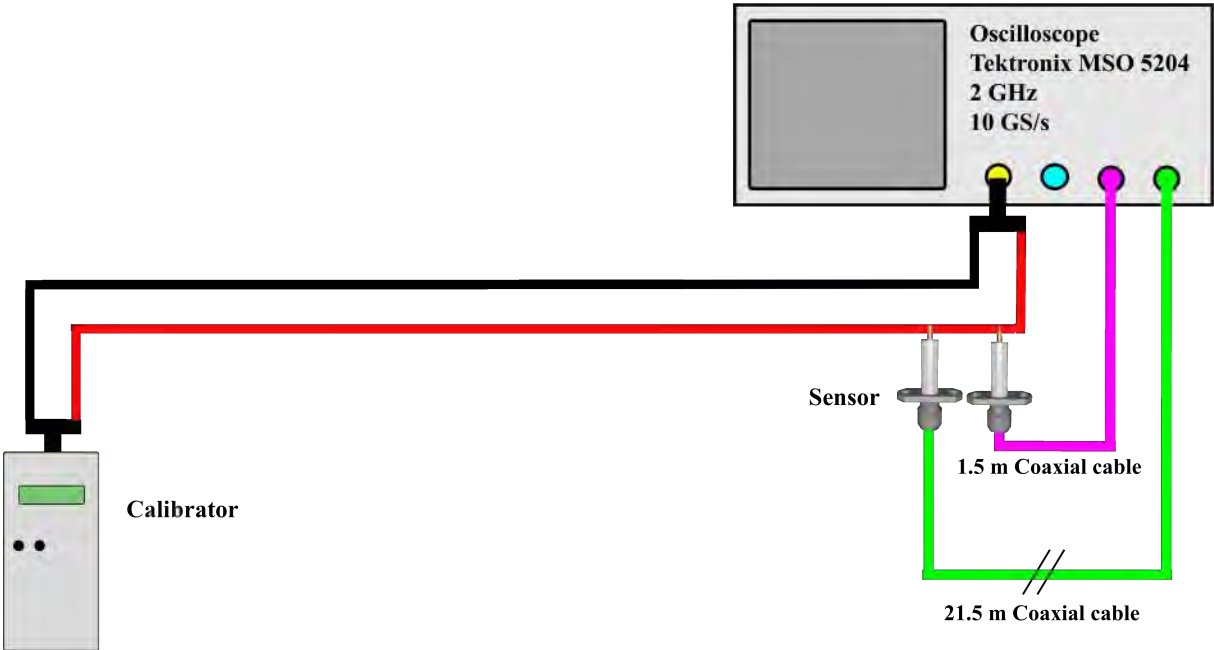 Oscilloscope
Tektronix MSO 5204
2 GHz
10 GS/s
Sensor
1.5 m Coaxial cable
Calibrator
21.5 m Coaxial cable